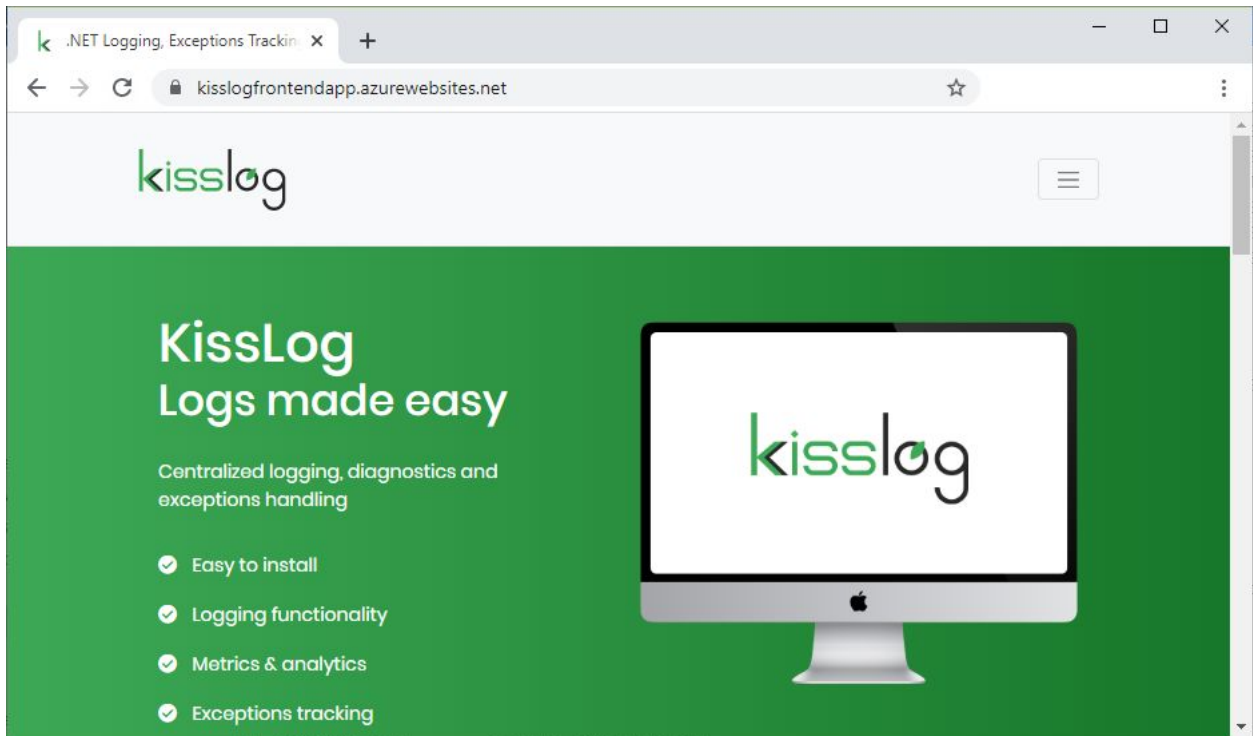 .NET Logging, Exceptions Trackin
kisslogfrontendapp.azurewebsites.net
kisslog
KissLog
Logs made easy
kisslog
Centralized logging, diagnostics and
exceptions handling
Easy to install
Logging functionality
Metrics & analytics
Exceptions tracking